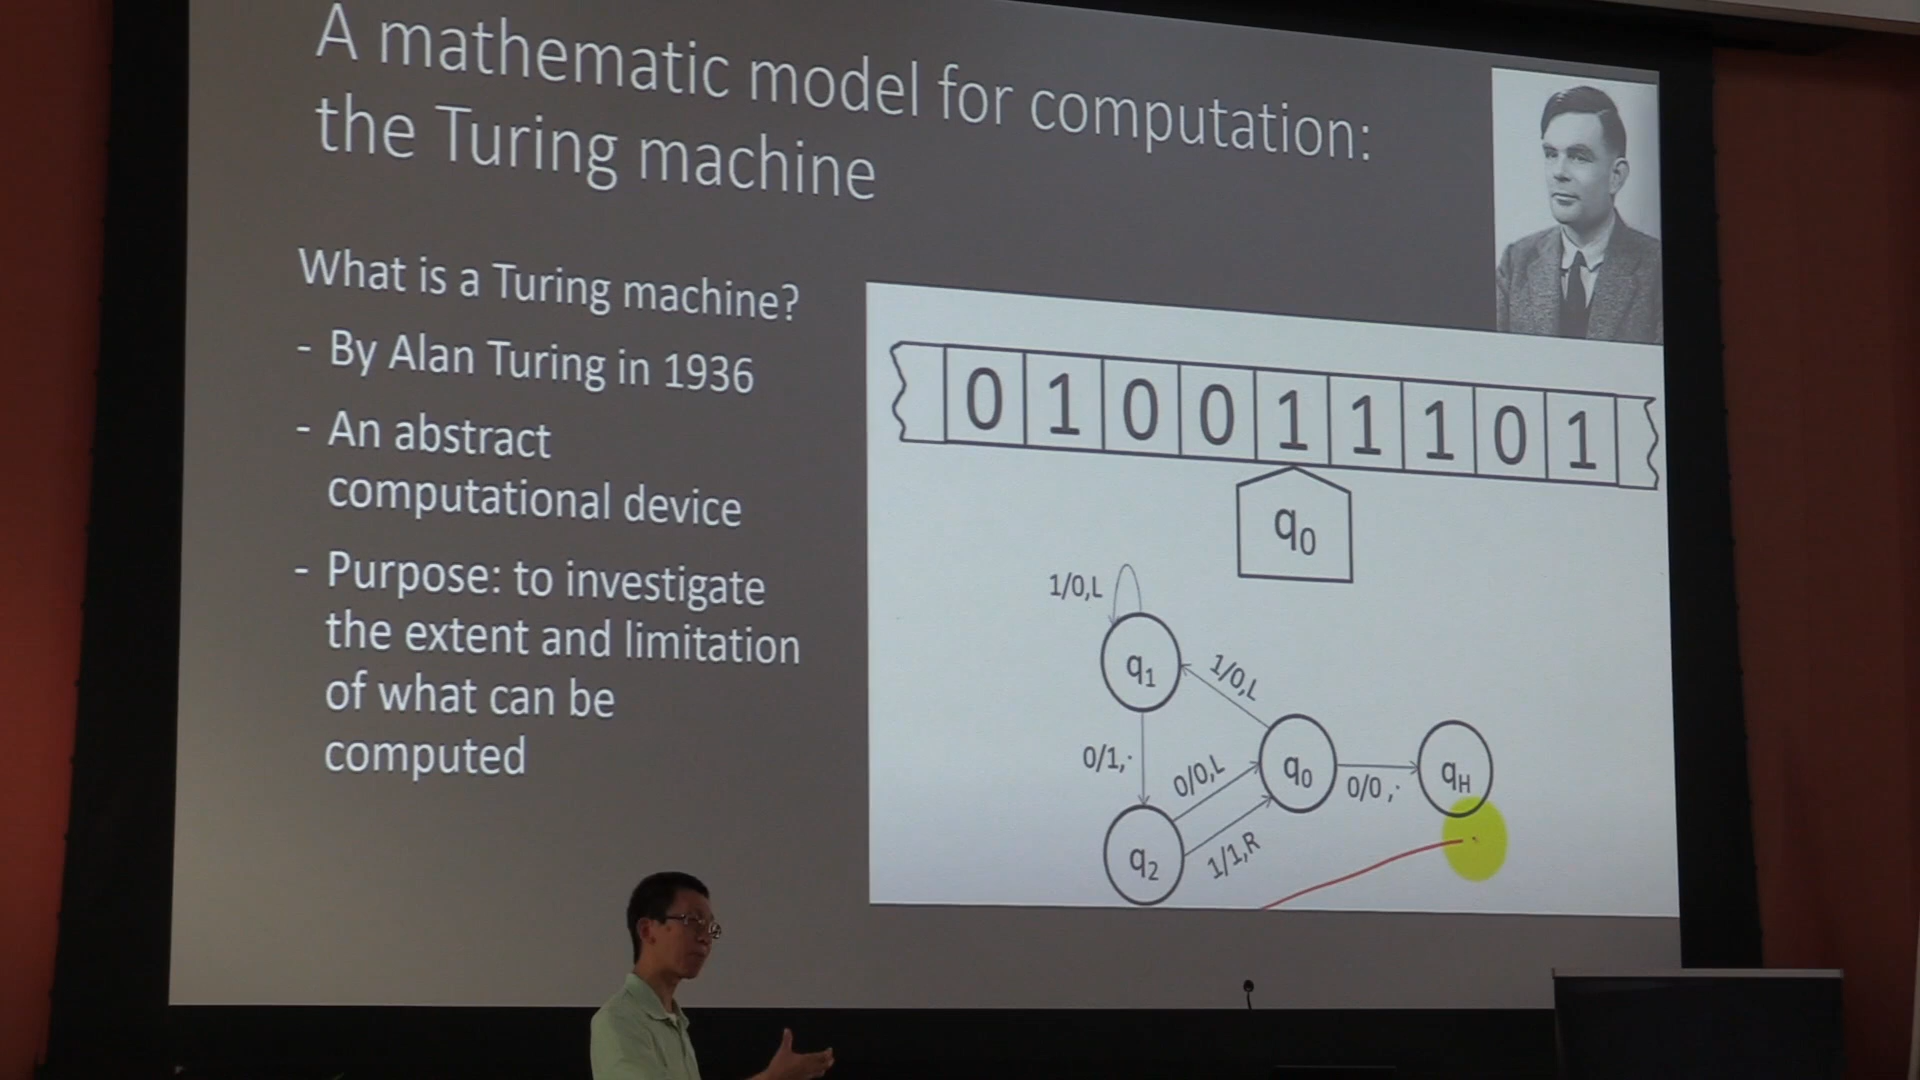 A mathematic model for computation:
the Turing machine
What is a Turing machine?
- By Alan Turing in 1936
- An abstract
computational device
- Purpose: to investigate
the extent and limitation
of what can be
computed
0 1 0 0 1 1 1 0 1
q₀
1/0,L
q₁
1/0,L
0/1,·
0/0,L
q₀
0/0,·
qH
q₂
1/1,R